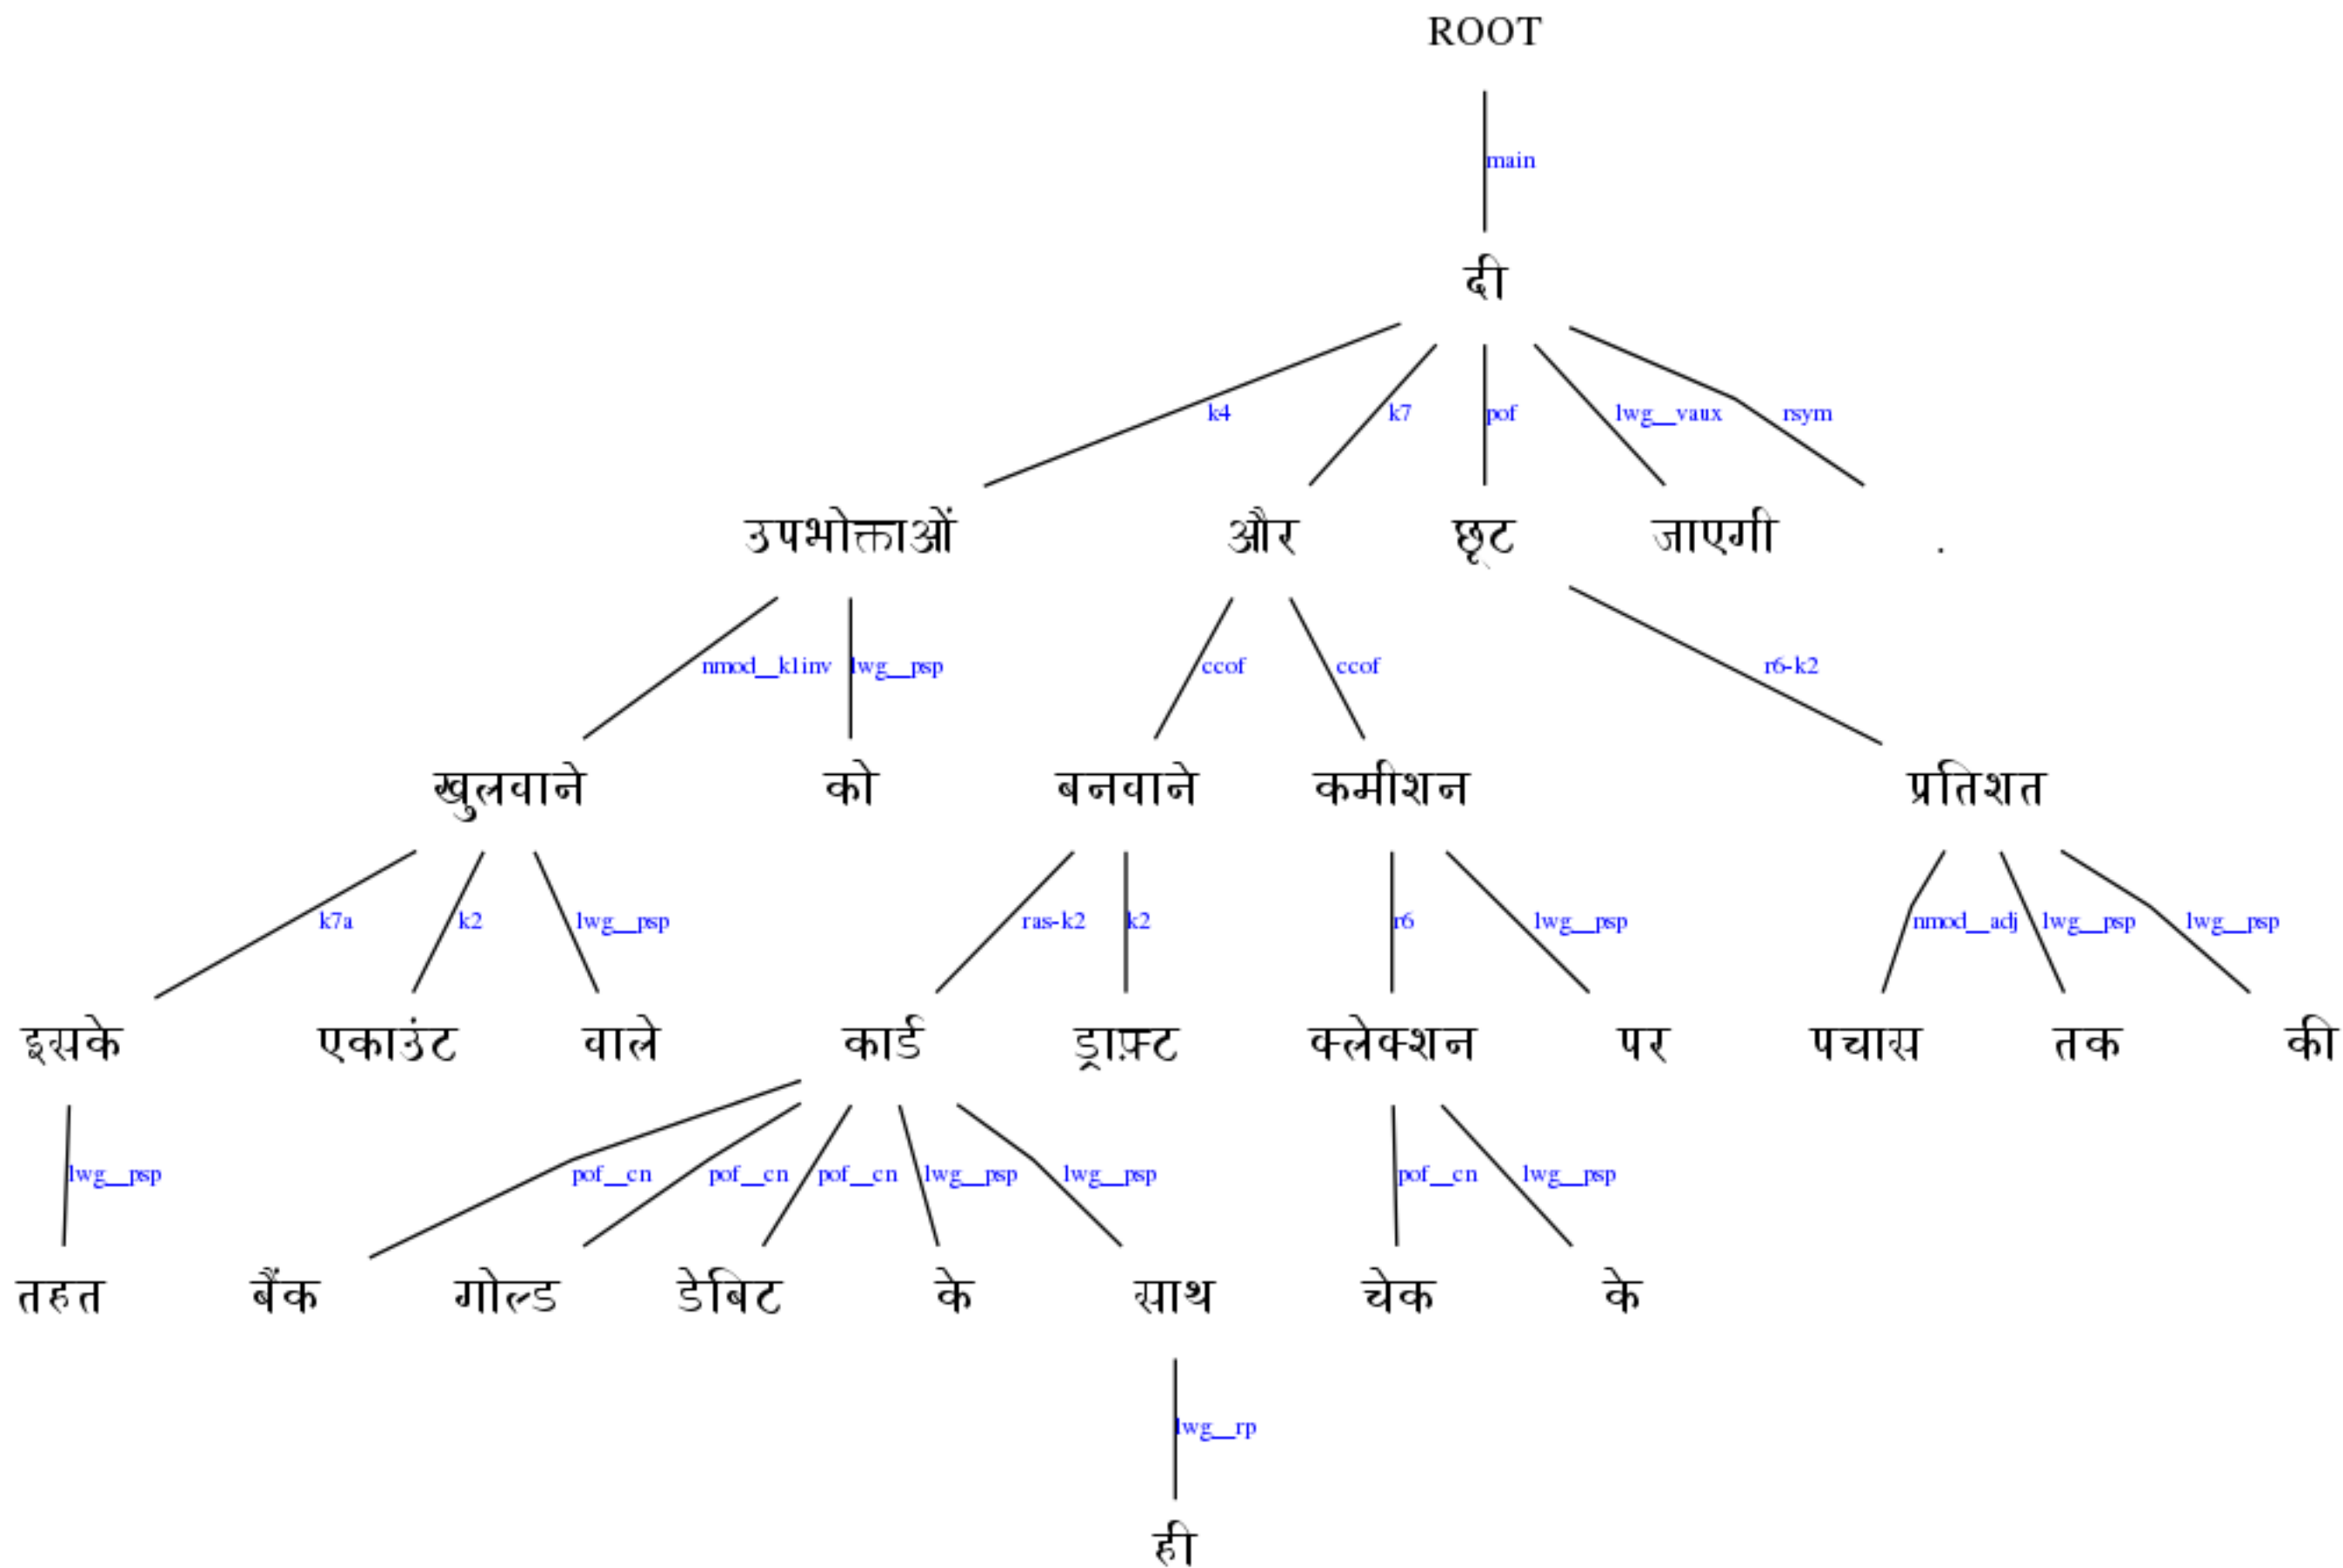 ROOT
main
दी
k4 k7 pof lwg__vaux rsym
उपभोक्ताओं और छूट जाएगी .
nmod__k1inv lwg__psp ccof ccof r6-k2
खुलवाने को बनवाने कमीशन प्रतिशत
k7a k2 lwg__psp ras-k2 k2 r6 lwg__psp nmod__adj lwg__psp lwg__psp
इसके एकाउंट वाले कार्ड ड्राफ़्ट क्लेक्शन पर पचास तक की
lwg__psp pof__cn pof__cn pof__cn lwg__psp lwg__psp pof__cn lwg__psp
तहत बैंक गोल्ड डेबिट के साथ चेक के
lwg__rp
ही